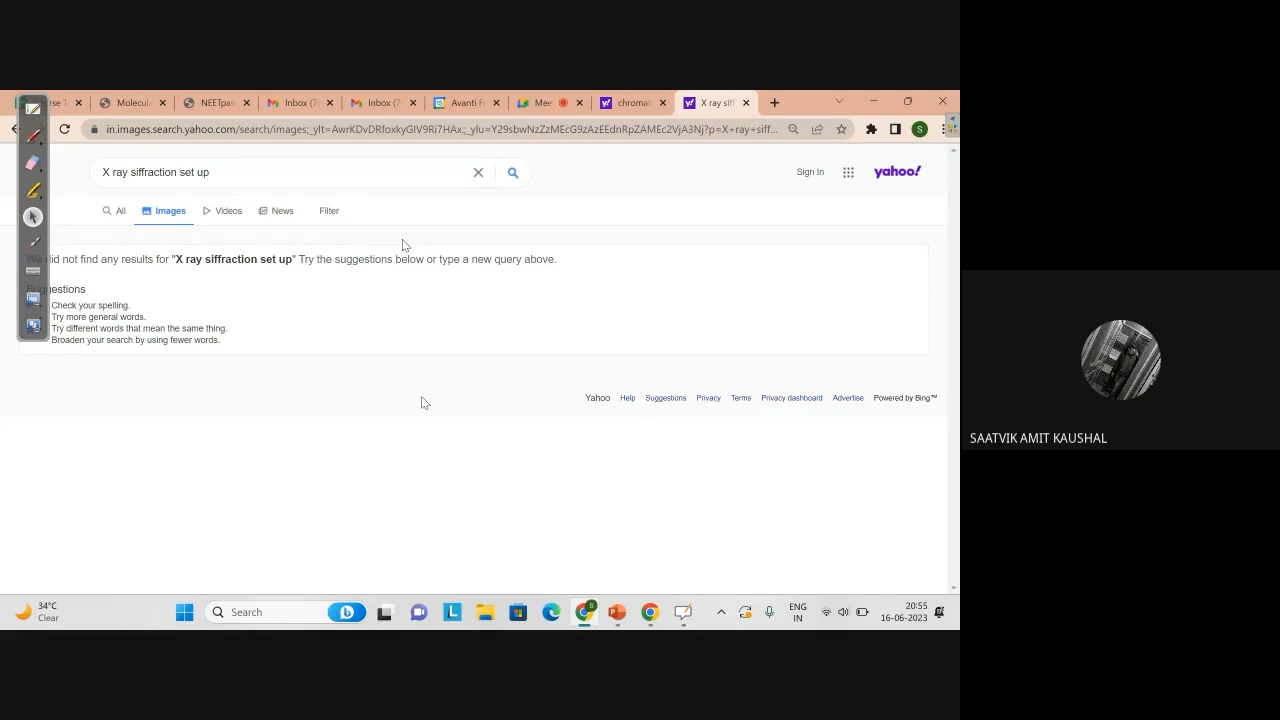 rse T
Molecul
NEETpas
Inbox (7
Inbox (7
Avanti F
Mee
chromat
X ray siff
in.images.search.yahoo.com/search/images;_ylt=AwrKDvDRfoxkyGIV9Ri7HAx.;_ylu=Y29sbwNzZzMEcG9zAzEEdnRpZAMEc2VjA3Nj?p=X+ray+siff...
S
X ray siffraction set up
Sign In
yahoo!
All
Images
Videos
News
Filter
We did not find any results for "X ray siffraction set up" Try the suggestions below or type a new query above.
Suggestions
Check your spelling.
Try more general words.
Try different words that mean the same thing.
Broaden your search by using fewer words.
Yahoo Help Suggestions Privacy Terms Privacy dashboard Advertise Powered by Bing™
SAATVIK AMIT KAUSHAL
34°C
Clear
Search
ENG
IN
20:55
16-06-2023